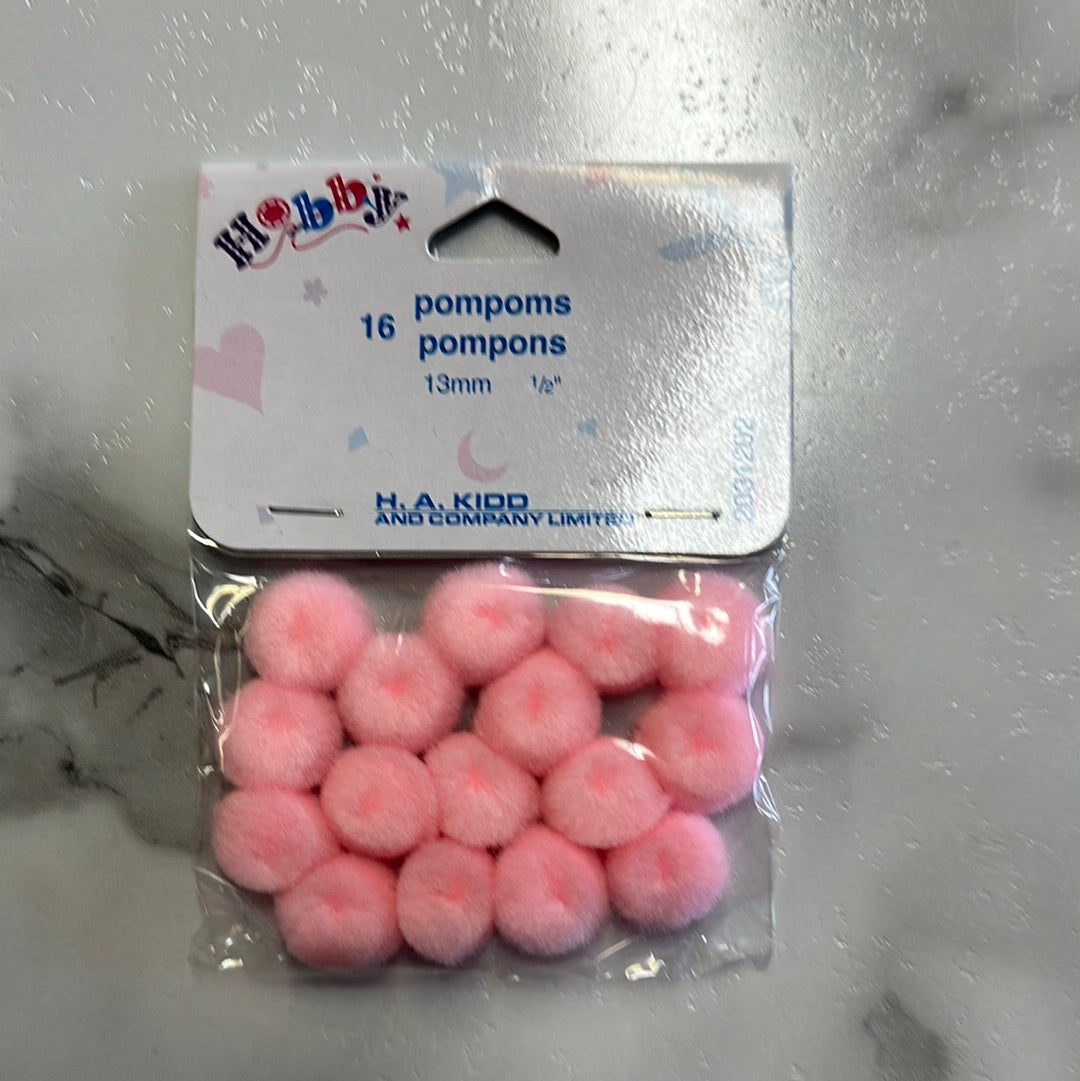 Hobby
16 pompoms
pompons
13mm 1/2"
H. A. KIDD
AND COMPANY LIMITED
2031202